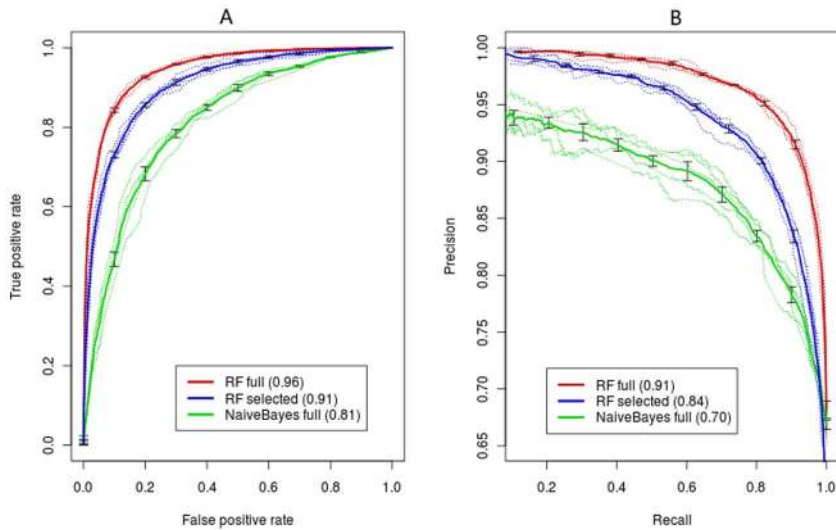 A
True positive rate
1.0
0.8
0.6
0.4
0.2
0.0
RF full (0.96)
RF selected (0.91)
NaiveBayes full (0.81)
0.0 0.2 0.4 0.6 0.8 1.0
False positive rate
B
Precision
1.00
0.95
0.90
0.85
0.80
0.75
0.70
0.65
RF full (0.91)
RF selected (0.84)
NaiveBayes full (0.70)
0.2 0.4 0.6 0.8 1.0
Recall